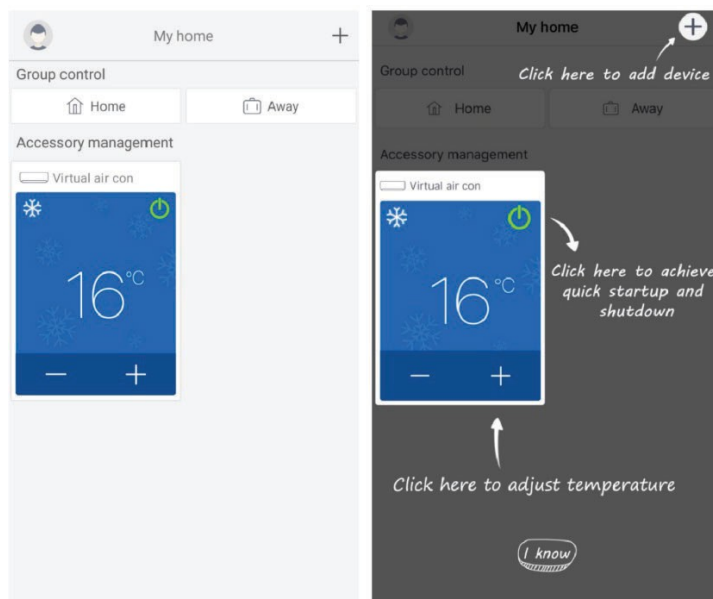 My home
+
Group control
Home
Away
Accessory management
Virtual air con
16°C
− +
My home
+
Click here to add device
Group control
Home
Away
Accessory management
Virtual air con
16°C
− +
Click here to achieve
quick startup and
shutdown
Click here to adjust temperature
I know